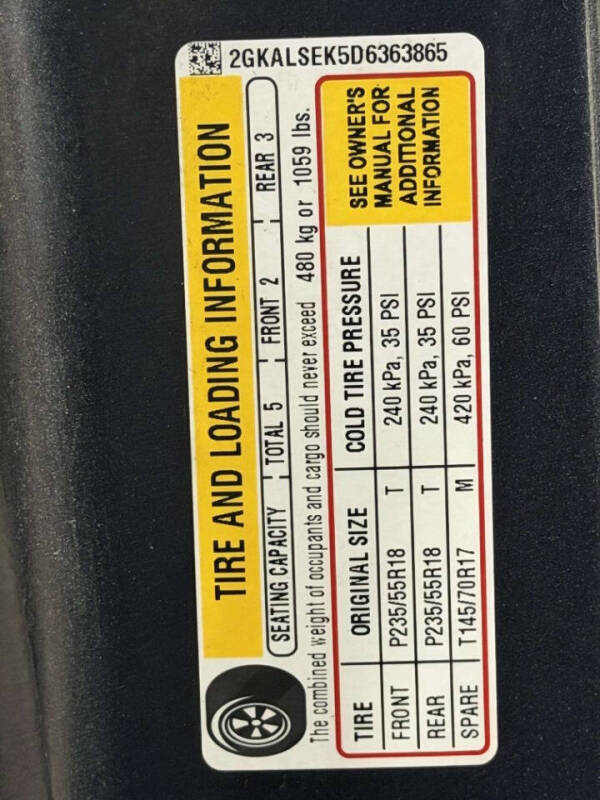 2GKALSEK5D6363865
TIRE AND LOADING INFORMATION
SEATING CAPACITY TOTAL 5 FRONT 2 REAR 3
The combined weight of occupants and cargo should never exceed 480 kg or 1059 lbs.
TIRE ORIGINAL SIZE COLD TIRE PRESSURE
FRONT P235/55R18 T 240 kPa, 35 PSI
REAR P235/55R18 T 240 kPa, 35 PSI
SPARE T145/70R17 M 420 kPa, 60 PSI
SEE OWNER'S
MANUAL FOR
ADDITIONAL
INFORMATION